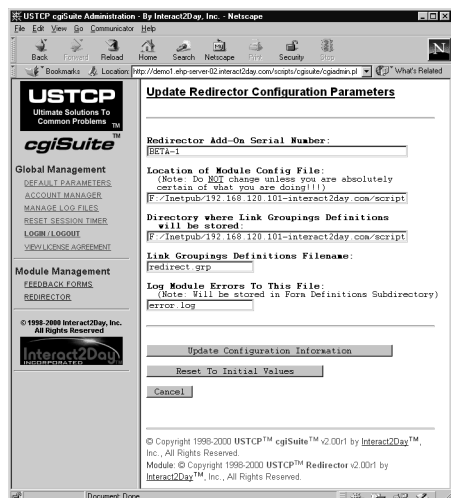 USTCP cgiSuite Administration - By Interact2Day, Inc. - Netscape
File Edit View Go Communicator Help
Back Forward Reload Home Search Netscape Print Security Stop
Bookmarks Location: http://demo1.ehp-server-02.interact2day.com/scripts/cgisuite/cgiadmin.pl What's Related
USTCP
Ultimate Solutions To
Common Problems TM
cgiSuite TM
Global Management
DEFAULT PARAMETERS
ACCOUNT MANAGER
MANAGE LOG FILES
RESET SESSION TIMER
LOGIN / LOGOUT
VIEW LICENSE AGREEMENT
Module Management
FEEDBACK FORMS
REDIRECTOR
© 1998-2000 Interact2Day, Inc.
All Rights Reserved
Interact2Day
INCORPORATED
Update Redirector Configuration Parameters
Redirector Add-On Serial Number:
BETA-1
Location of Module Config File:
(Note: Do NOT change unless you are absolutely
certain of what you are doing!!!)
F:/Inetpub/192.168.120.101-interact2day.com/script
Directory where Link Groupings Definitions
will be stored:
F:/Inetpub/192.168.120.101-interact2day.com/script
Link Groupings Definitions Filename:
redirect.grp
Log Module Errors To This File:
(Note: Will be stored in Form Definitions Subdirectory)
error.log
Update Configuration Information
Reset To Initial Values
Cancel
© Copyright 1998-2000 USTCP™ cgiSuite™ v2.00r1 by Interact2Day™,
Inc., All Rights Reserved.
Module: © Copyright 1998-2000 USTCP™ Redirector v2.00r1 by
Interact2Day™, Inc., All Rights Reserved.
Document: Done